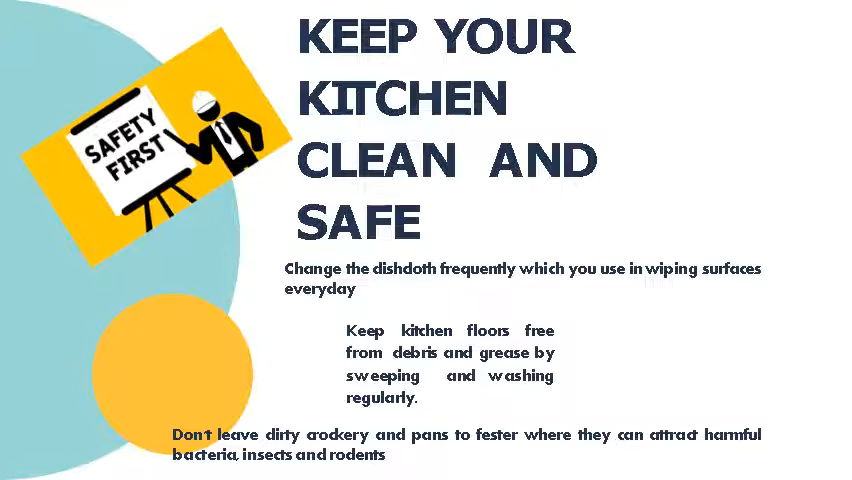 SAFETY
FIRST
KEEP YOUR
KITCHEN
CLEAN AND
SAFE
Change the dishcloth frequently which you use in wiping surfaces
everyday
Keep kitchen floors free
from debris and grease by
sweeping and washing
regularly.
Don't leave dirty crockery and pans to fester where they can attract harmful
bacteria, insects and rodents